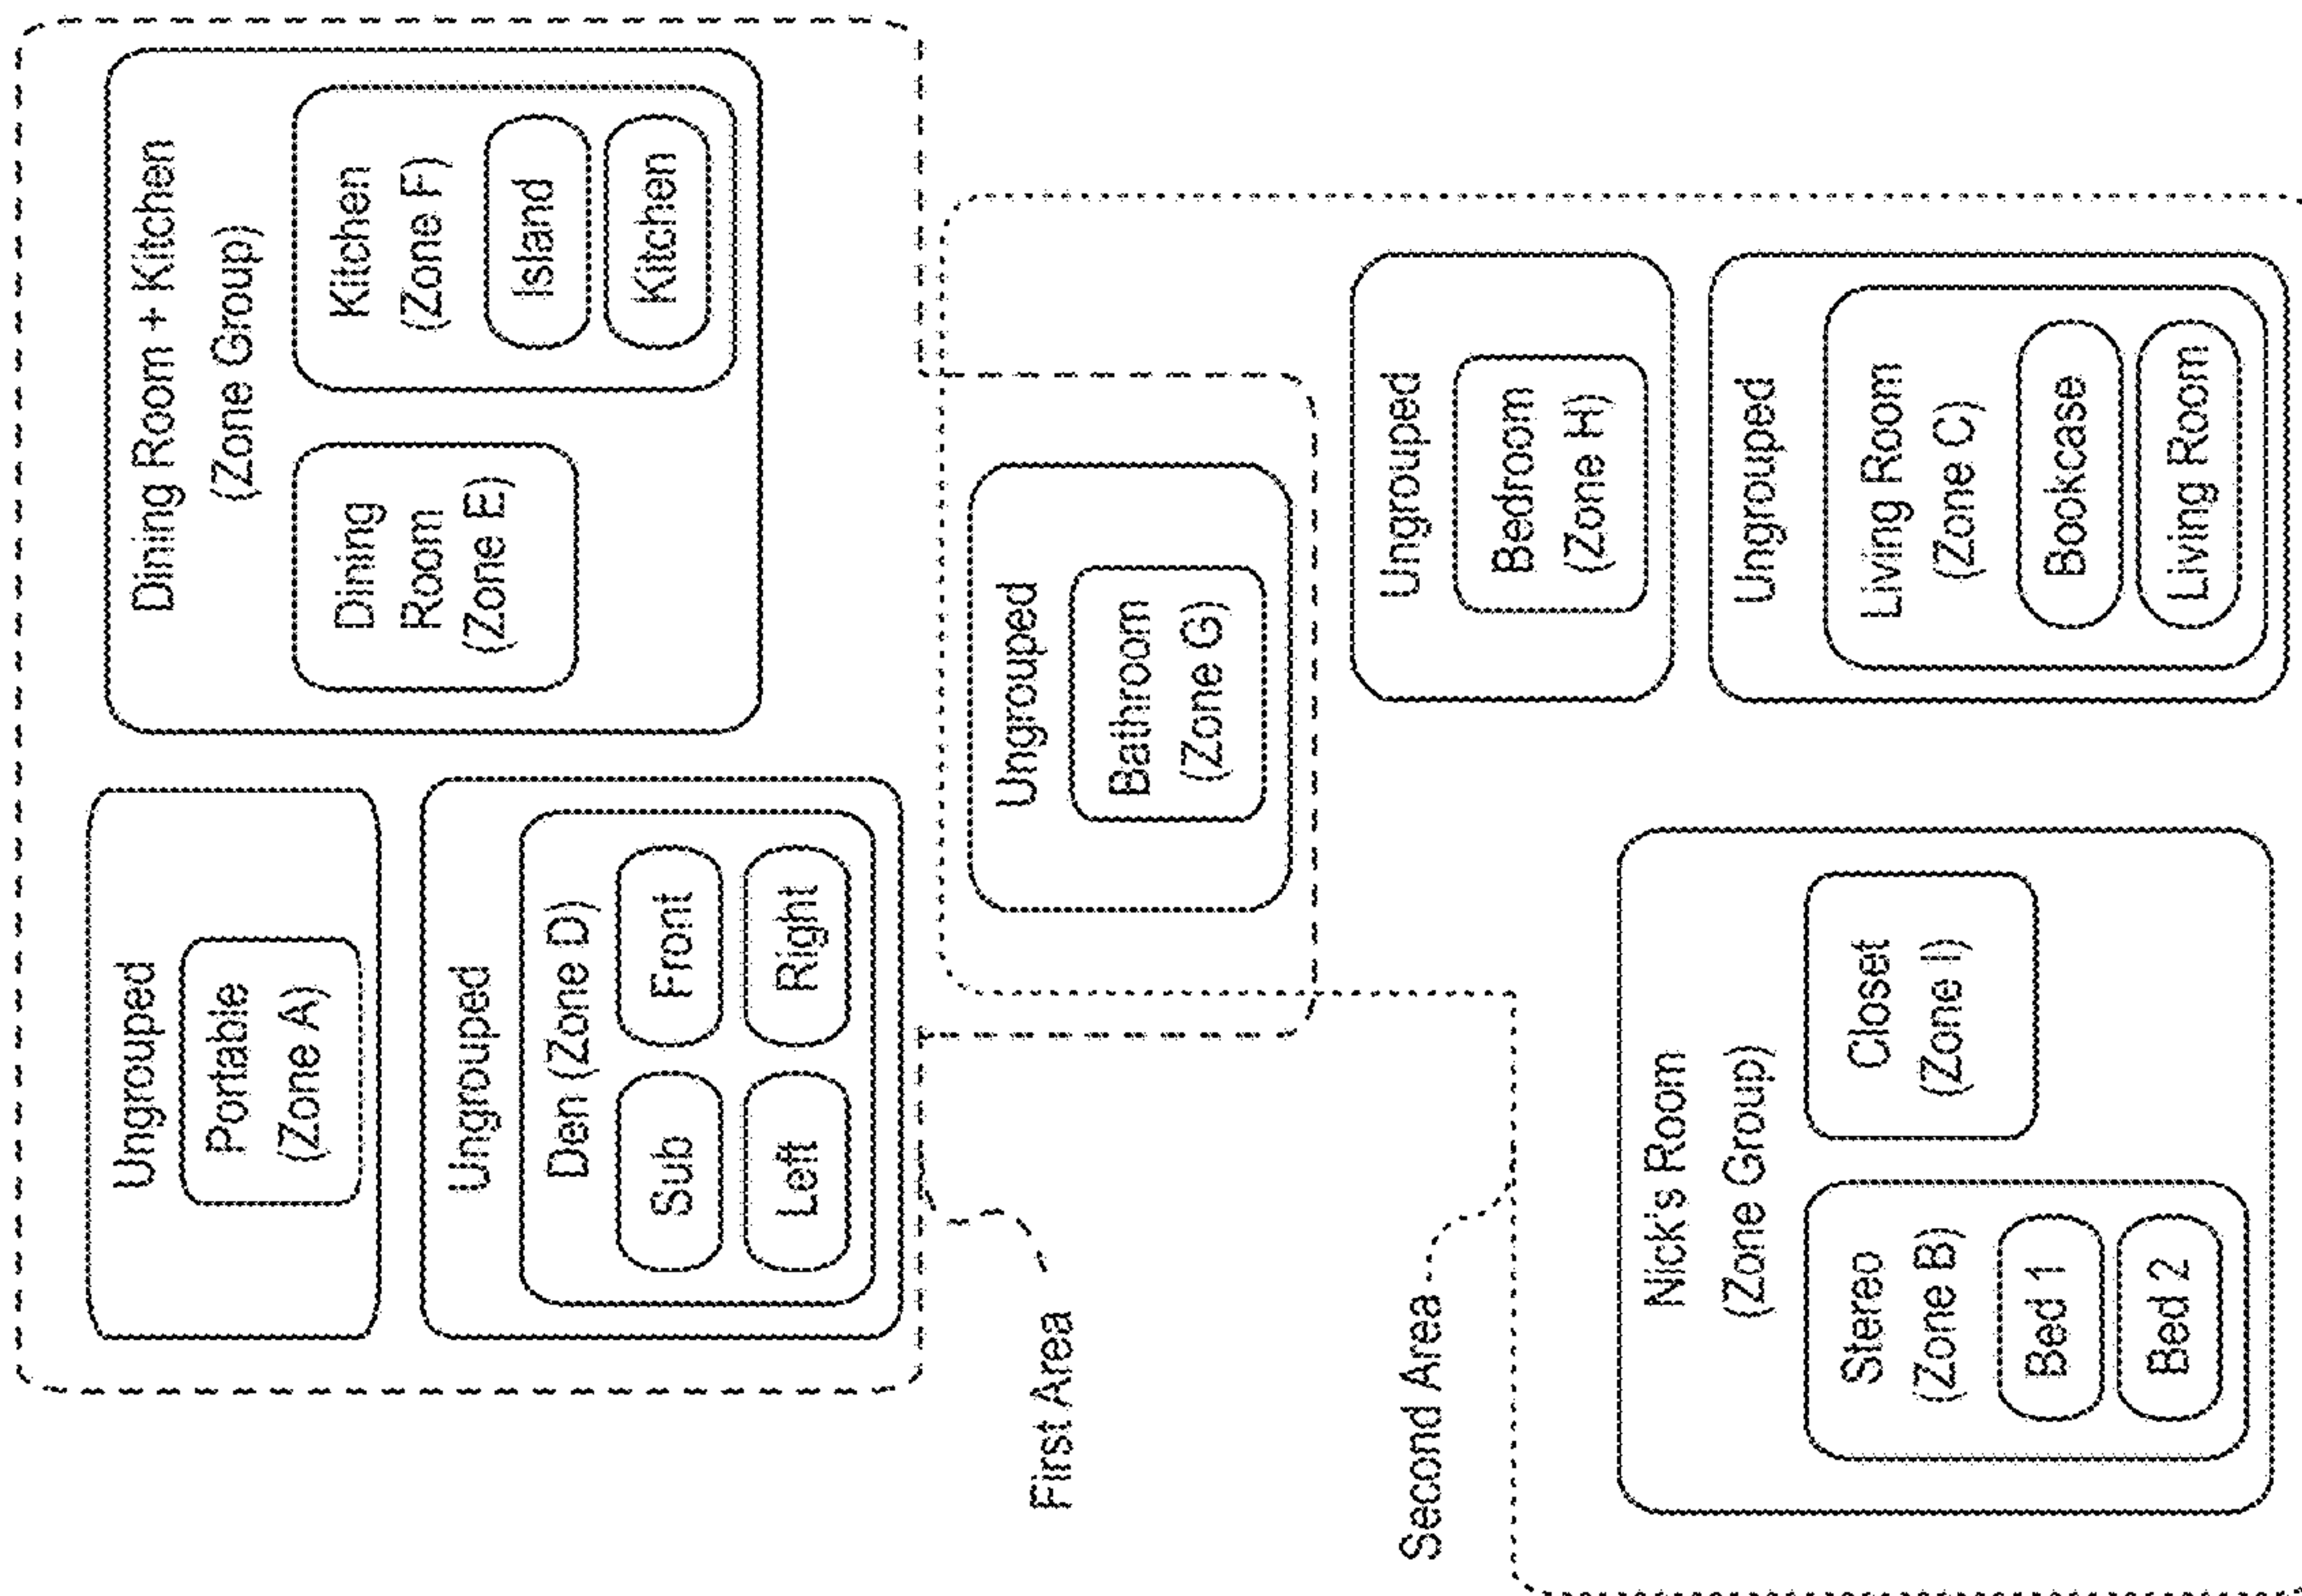 Ungrouped
Portable
(Zone A)
Ungrouped
Den (Zone D)
Sub
Front
Left
Right
Dining Room + Kitchen
(Zone Group)
Dining
Room
(Zone E)
Kitchen
(Zone F)
Island
Kitchen
First Area
Ungrouped
Bathroom
(Zone G)
Second Area
Ungrouped
Bedroom
(Zone H)
Nick's Room
(Zone Group)
Stereo
(Zone B)
Bed 1
Bed 2
Closet
(Zone I)
Ungrouped
Living Room
(Zone C)
Bookcase
Living Room